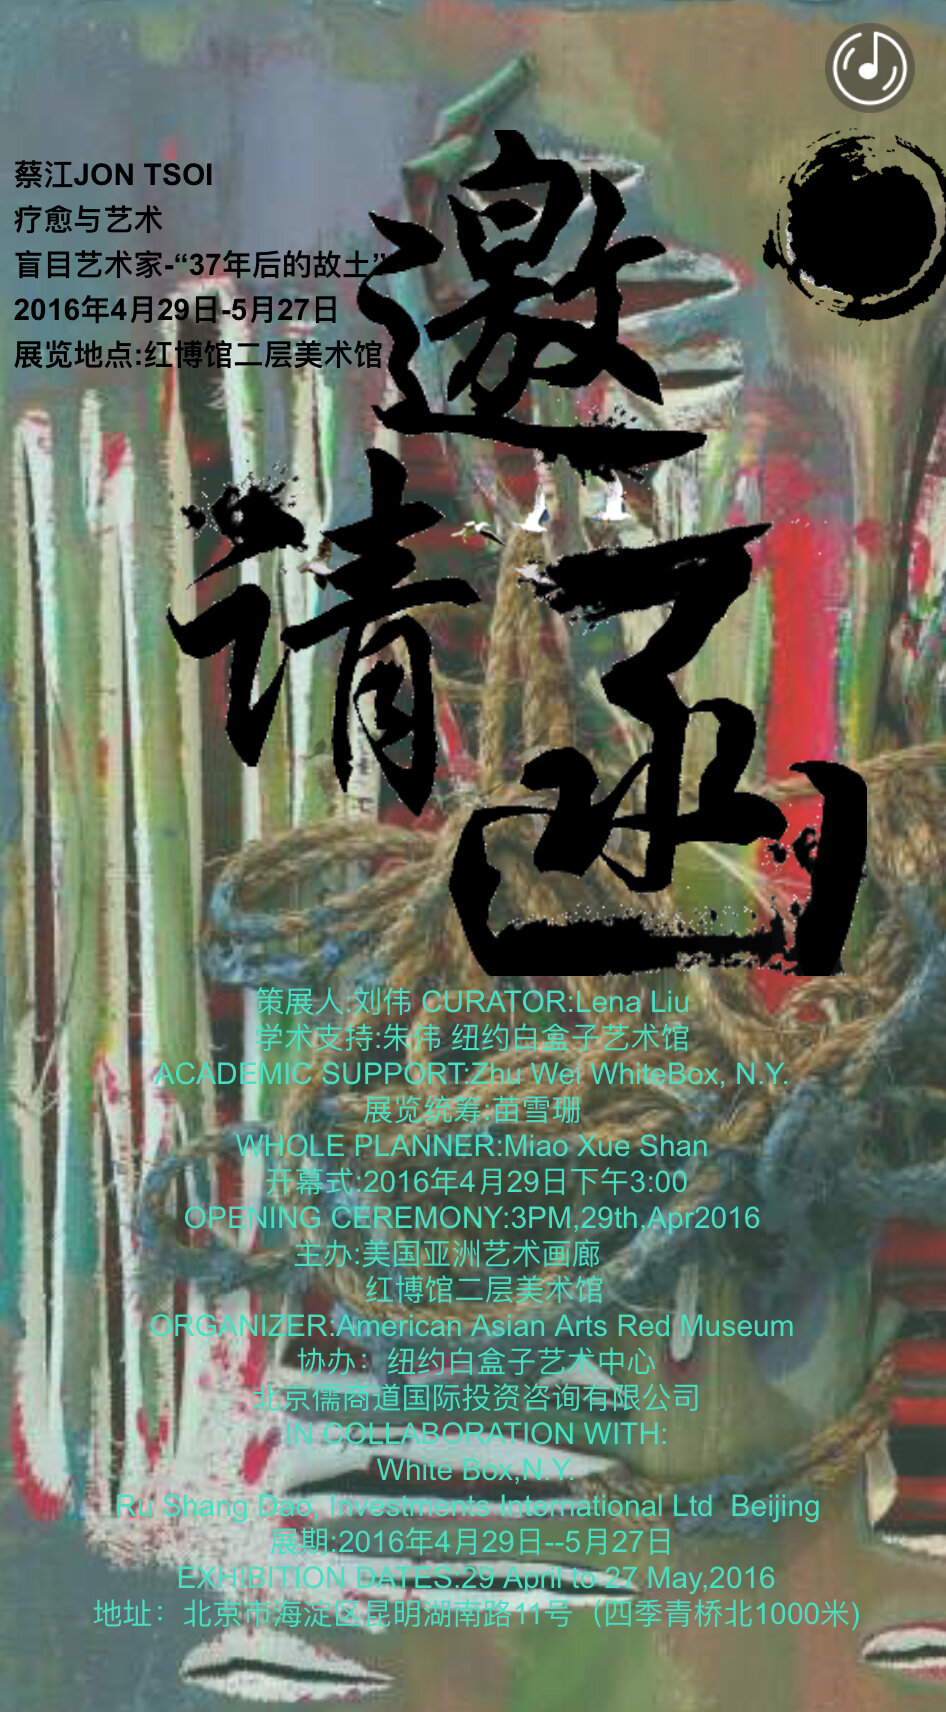 蔡江JON TSOI
疗愈与艺术
盲目艺术家-“37年后的故土”
2016年4月29日-5月27日
展览地点:红博馆二层美术馆
邀
请
函
策展人:刘伟 CURATOR:Lena Liu
学术支持:朱伟 纽约白盒子艺术馆
ACADEMIC SUPPORT:Zhu Wei WhiteBox, N.Y.
展览统筹:苗雪珊
WHOLE PLANNER:Miao Xue Shan
开幕式:2016年4月29日下午3:00
OPENING CEREMONY:3PM,29th,Apr2016
主办:美国亚洲艺术画廊
红博馆二层美术馆
ORGANIZER:American Asian Arts Red Museum
协办：纽约白盒子艺术中心
北京儒商道国际投资咨询有限公司
IN COLLABORATION WITH:
White Box,N.Y.
Ru Shang Dao, Investments International Ltd  Beijing
展期:2016年4月29日--5月27日
EXHIBITION DATES:29 April to 27 May,2016
地址：北京市海淀区昆明湖南路11号（四季青桥北1000米)